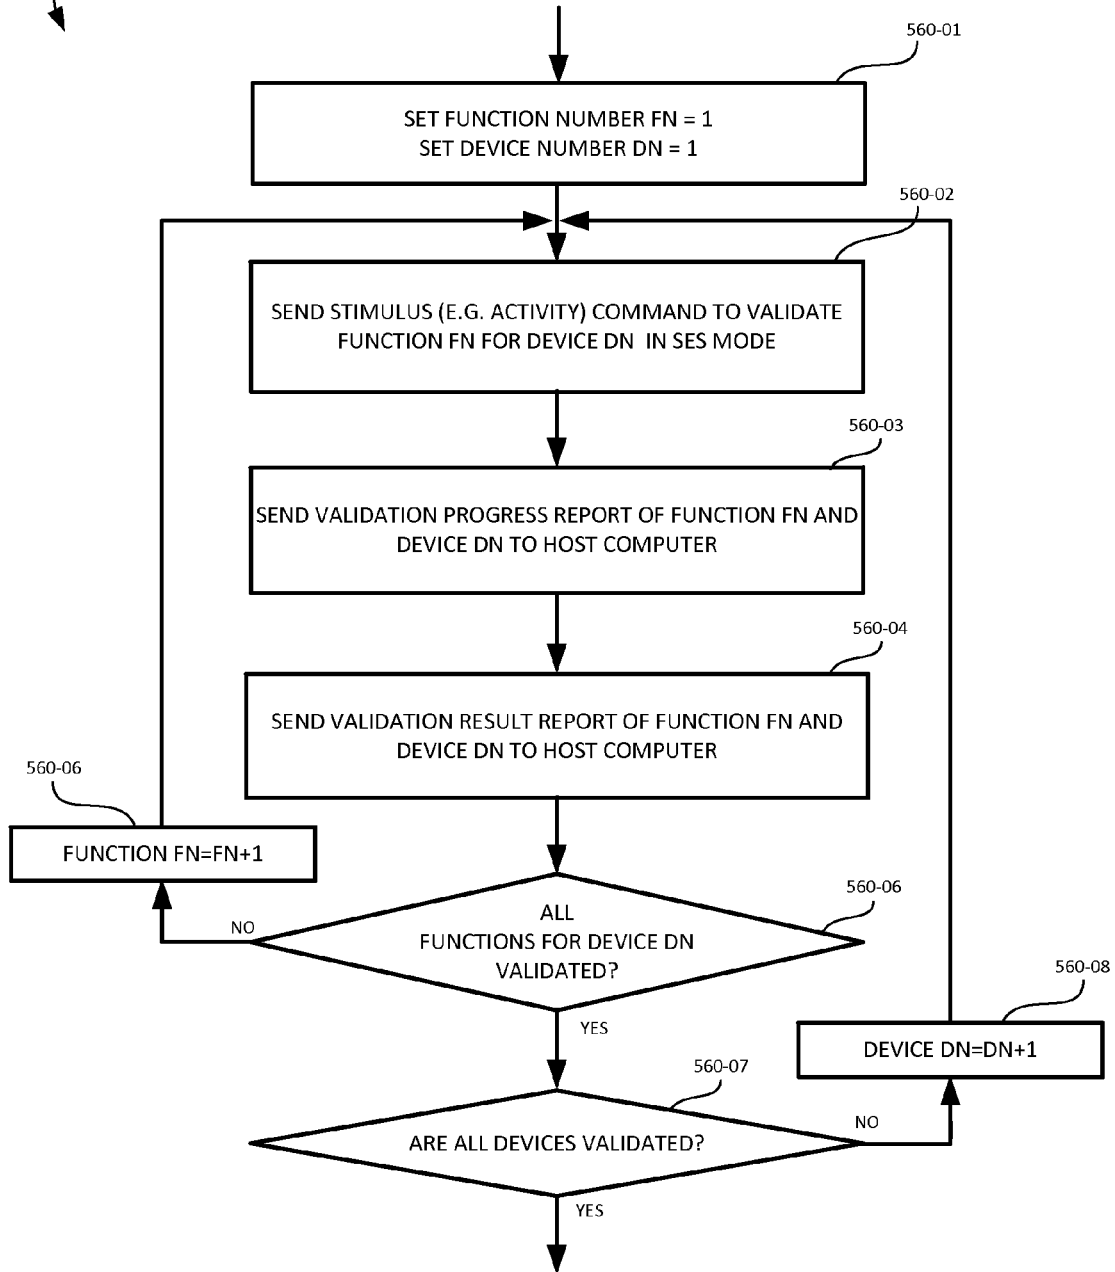 560-01
SET FUNCTION NUMBER FN = 1
SET DEVICE NUMBER DN = 1
560-02
SEND STIMULUS (E.G. ACTIVITY) COMMAND TO VALIDATE
FUNCTION FN FOR DEVICE DN IN SES MODE
560-03
SEND VALIDATION PROGRESS REPORT OF FUNCTION FN AND
DEVICE DN TO HOST COMPUTER
560-04
SEND VALIDATION RESULT REPORT OF FUNCTION FN AND
DEVICE DN TO HOST COMPUTER
560-06
FUNCTION FN=FN+1
560-06
ALL
FUNCTIONS FOR DEVICE DN
VALIDATED?
NO
YES
560-08
DEVICE DN=DN+1
560-07
ARE ALL DEVICES VALIDATED?
NO
YES